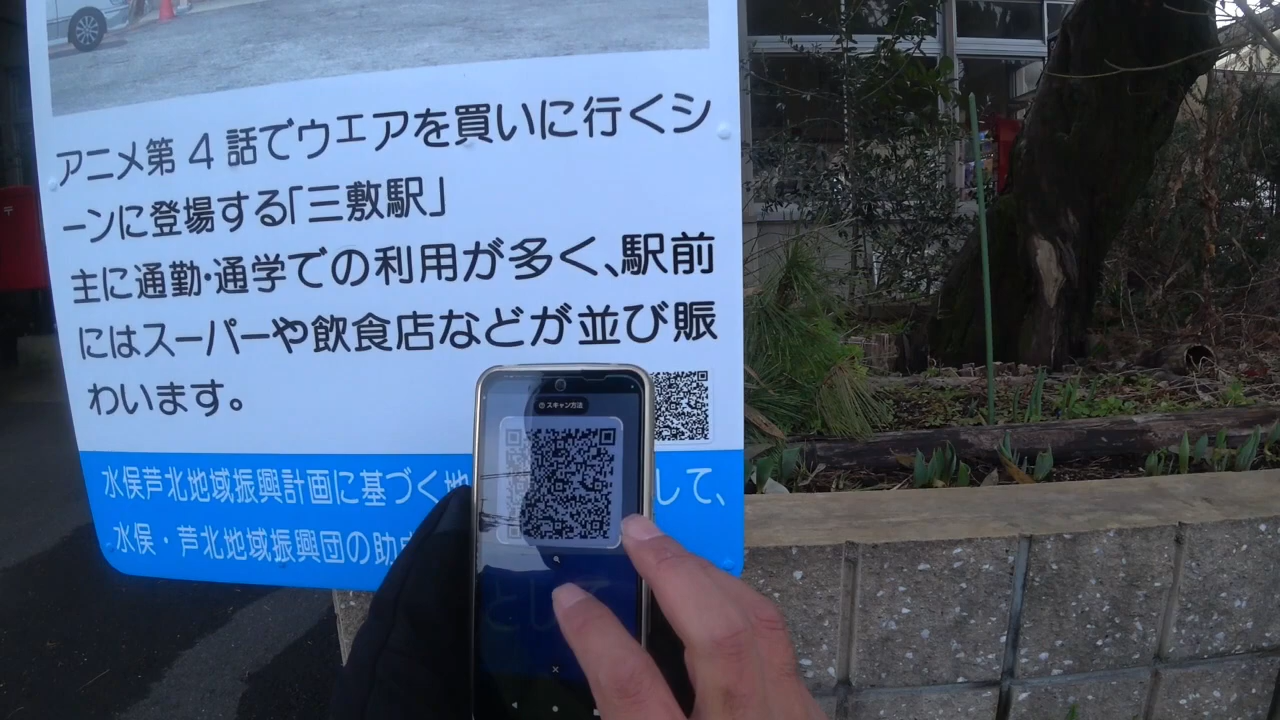 アニメ第4話でウエアを買いに行くシ
ーンに登場する「三敷駅」
主に通勤・通学での利用が多く、駅前
にはスーパーや飲食店などが並び賑
わいます。
スキャン方法
水俣芦北地域振興計画に基づく地
して、
水俣・芦北地域振興団の助
として
〒